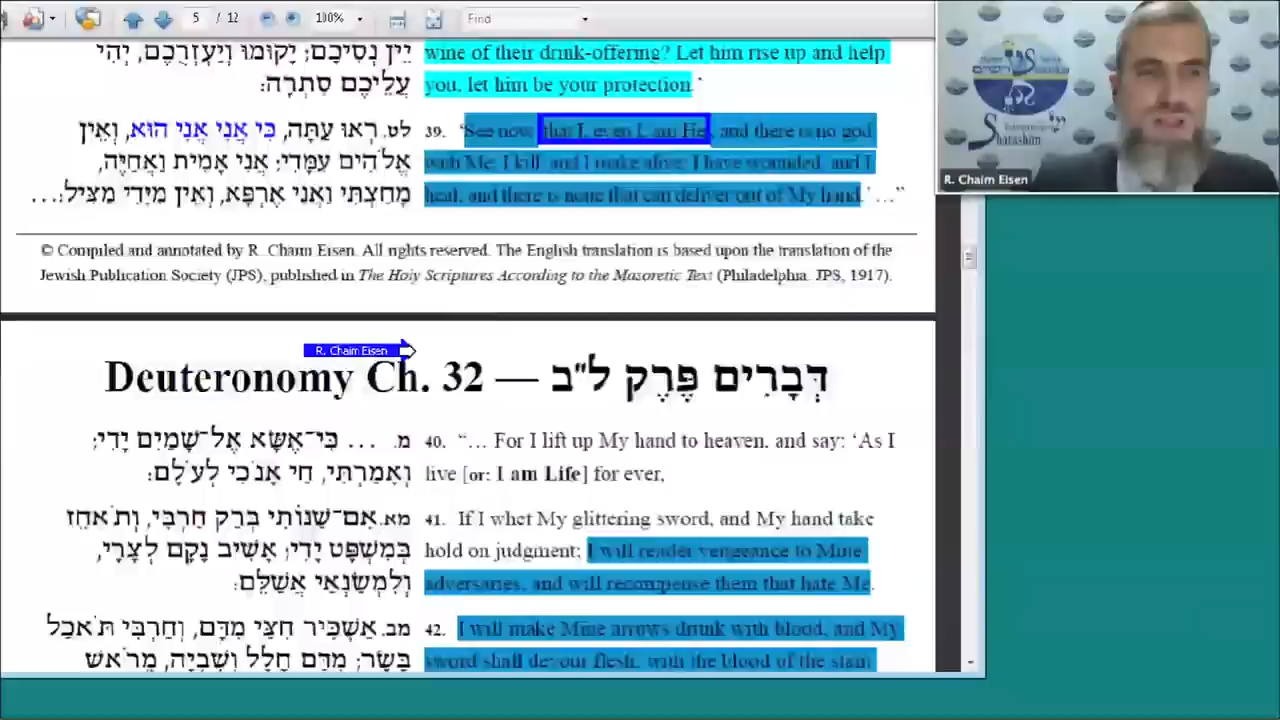 5 / 12 100% Find
יֵין נְסִיכָם; יָקוּמוּ וְיַעְזְרֻכֶם, יְהִי
עֲלֵיכֶם סִתְרָה:
wine of their drink-offering? Let him rise up and help
you, let him be your protection.'
לט. רְאוּ עַתָּה, כִּי אֲנִי אֲנִי הוּא, וְאֵין
אֱלֹהִים עִמָּדִי; אֲנִי אָמִית וַאֲחַיֶּה,
מָחַצְתִּי וַאֲנִי אֶרְפָּא, וְאֵין מִיָּדִי מַצִּיל:...
39. 'See now that I, even I, am He, and there is no god
with Me; I kill, and I make alive; I have wounded, and I
heal, and there is none that can deliver out of My hand.' …"
© Compiled and annotated by R. Chaim Eisen. All rights reserved. The English translation is based upon the translation of the
Jewish Publication Society (JPS), published in The Holy Scriptures According to the Masoretic Text (Philadelphia: JPS, 1917).
R. Chaim Eisen
Deuteronomy Ch. 32 — דְּבָרִים פֶּרֶק ל"ב
מ. ... כִּי־אֶשָּׂא אֶל־שָׁמַיִם יָדִי;
וְאָמַרְתִּי, חַי אָנֹכִי לְעֹלָם:
40. "… For I lift up My hand to heaven, and say: 'As I
live [or: I am Life] for ever,
מא. אִם־שַׁנּוֹתִי בְּרַק חַרְבִּי, וְתֹאחֵז
בְּמִשְׁפָּט יָדִי; אָשִׁיב נָקָם לְצָרָי,
וְלִמְשַׂנְאַי אֲשַׁלֵּם:
41. If I whet My glittering sword, and My hand take
hold on judgment; I will render vengeance to Mine
adversaries, and will recompense them that hate Me.
מב. אַשְׁכִּיר חִצַּי מִדָּם, וְחַרְבִּי תֹּאכַל
בָּשָׂר; מִדַּם חָלָל וְשִׁבְיָה, מֵרֹאשׁ
42. I will make Mine arrows drunk with blood, and My
sword shall devour flesh; with the blood of the slain
Shorashim
R. Chaim Eisen